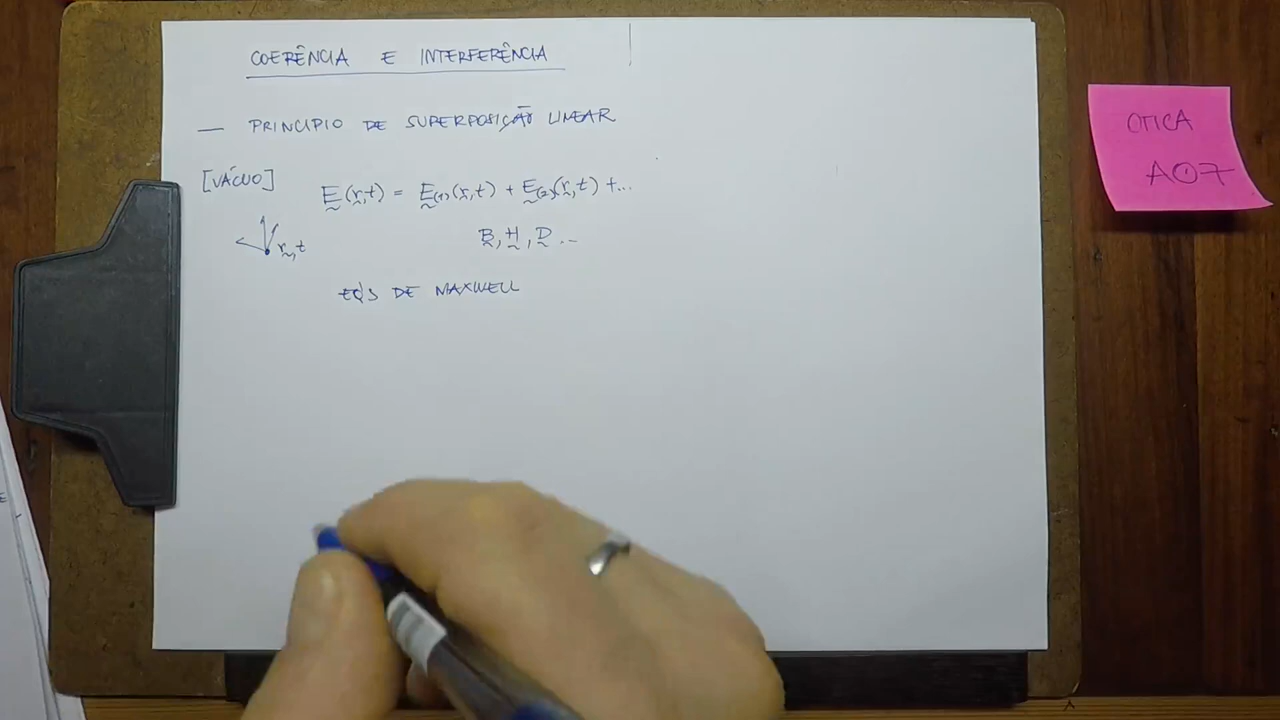 COERÊNCIA E INTERFERÊNCIA
— PRINCIPIO DE SUPERPOSIÇÃO LINEAR
[VÁCUO]
E(r,t) = E(1)(r,t) + E(2)(r,t) + ...
r,t
B, H, D ...
EQ'S DE MAXWELL
OTICA
A07